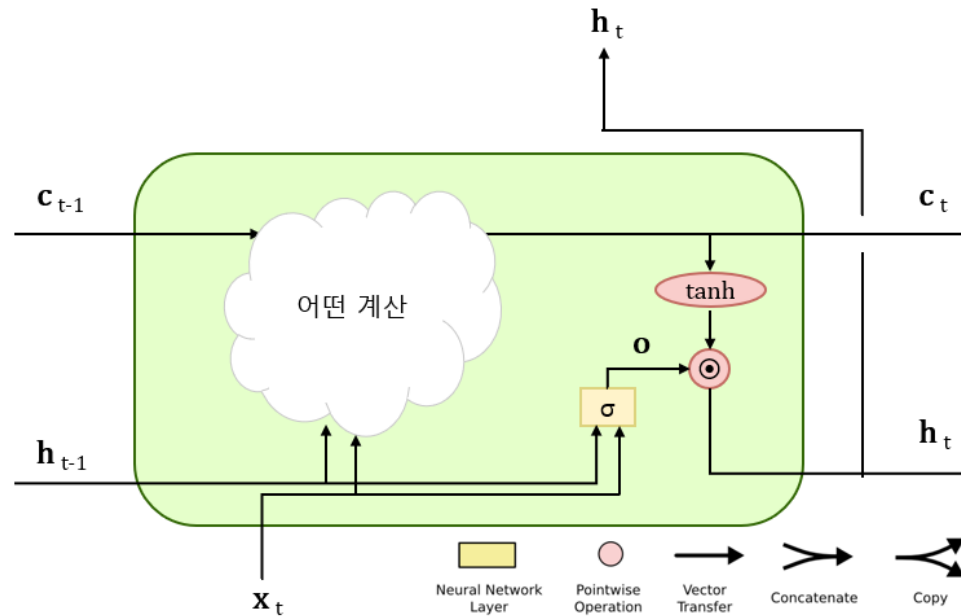 h t
c t-1
c t
tanh
어떤 계산
o
σ
h t-1
h t
x t
Neural Network
Layer
Pointwise
Operation
Vector
Transfer
Concatenate
Copy